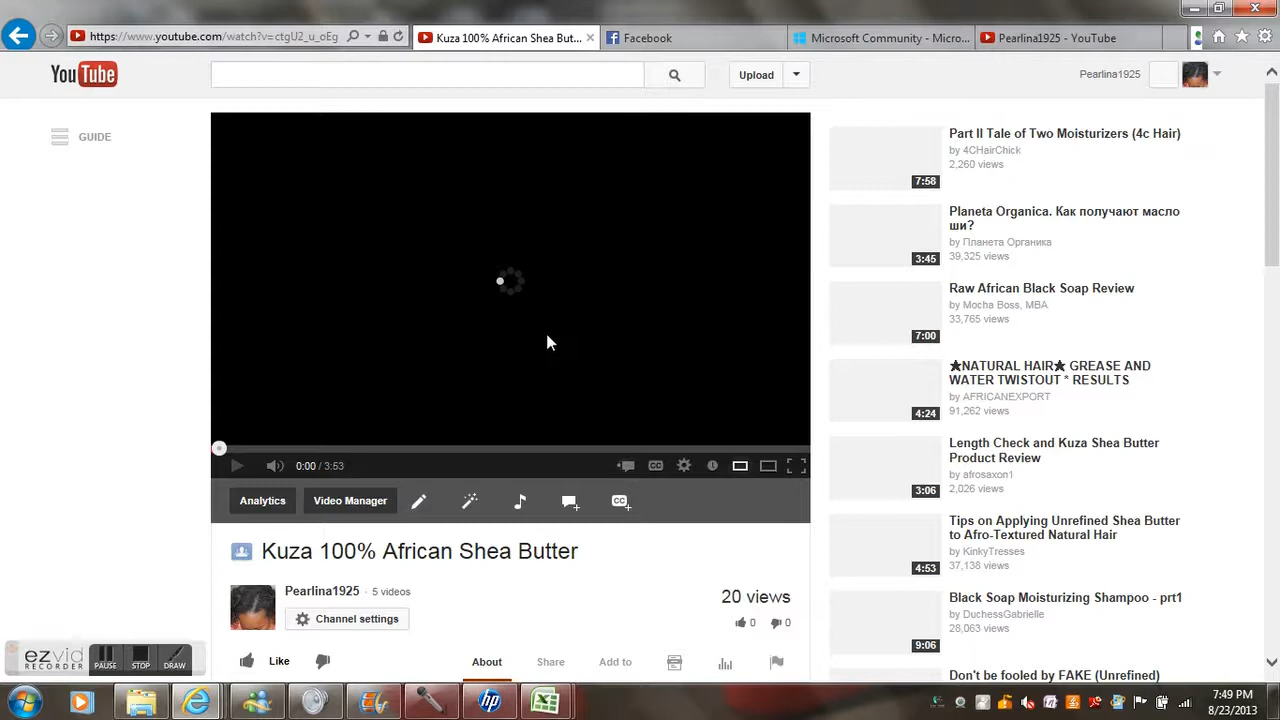 https://www.youtube.com/watch?v=ctgU2_u_oEg
Kuza 100% African Shea But...
Facebook
Microsoft Community - Micro...
Pearlina1925 - YouTube
YouTube
Upload
Pearlina1925
GUIDE
Part II Tale of Two Moisturizers (4c Hair)
by 4CHairChick
2,260 views
7:58
Planeta Organica. Как получают масло
ши?
by Планета Органика
39,325 views
3:45
Raw African Black Soap Review
by Mocha Boss, MBA
33,765 views
7:00
★NATURAL HAIR★ GREASE AND
WATER TWISTOUT * RESULTS
by AFRICANEXPORT
91,262 views
4:24
Length Check and Kuza Shea Butter
Product Review
by afrosaxon1
2,026 views
3:06
Tips on Applying Unrefined Shea Butter
to Afro-Textured Natural Hair
by KinkyTresses
37,138 views
4:53
Black Soap Moisturizing Shampoo - prt1
by DuchessGabrielle
28,063 views
9:06
Don't be fooled by FAKE (Unrefined)
0:00 / 3:53
CC
Analytics
Video Manager
CC
Kuza 100% African Shea Butter
Pearlina1925 · 5 videos
Channel settings
20 views
0
0
Like
About
Share
Add to
ezvid
RECORDER
PAUSE
STOP
DRAW
hp
7:49 PM
8/23/2013